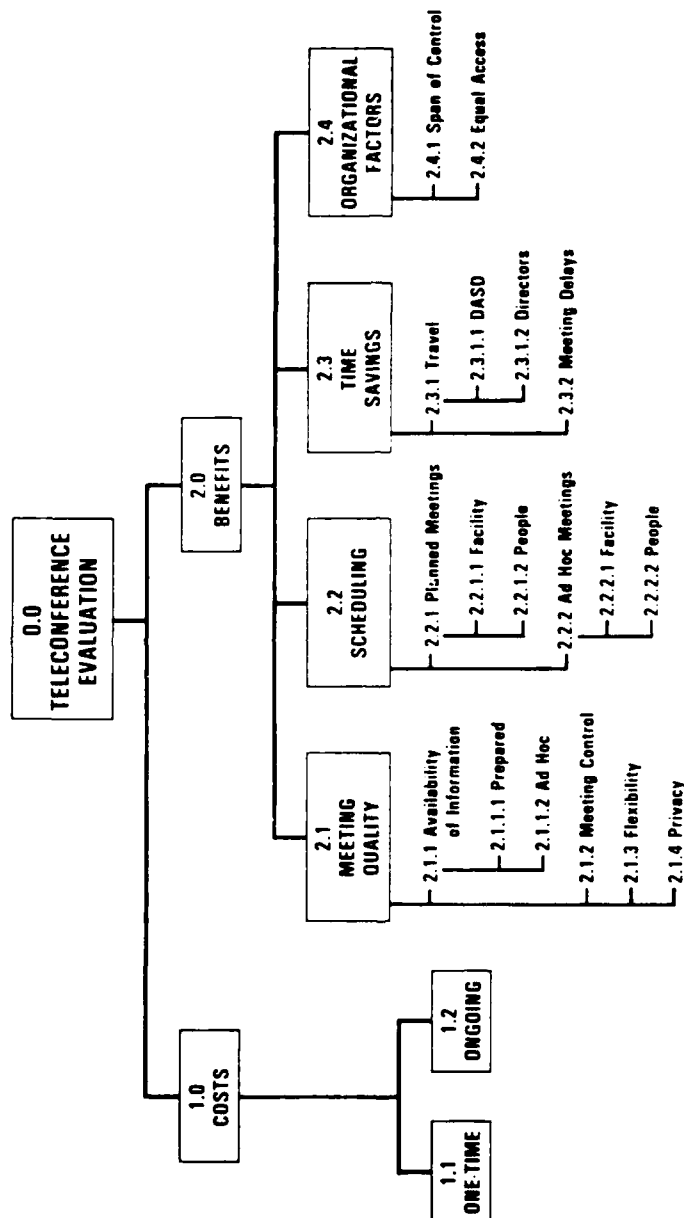 0.0
TELECONFERENCE
EVALUATION
1.0
COSTS
2.0
BENEFITS
1.1
ONE-TIME
1.2
ONGOING
2.1
MEETING
QUALITY
2.1.1 Availability
of Information
2.1.1.1 Prepared
2.1.1.2 Ad Hoc
2.1.2 Meeting Control
2.1.3 Flexibility
2.1.4 Privacy
2.2
SCHEDULING
2.2.1 Planned Meetings
2.2.1.1 Facility
2.2.1.2 People
2.2.2 Ad Hoc Meetings
2.2.2.1 Facility
2.2.2.2 People
2.3
TIME
SAVINGS
2.3.1 Travel
2.3.1.1 DASD
2.3.1.2 Directors
2.3.2 Meeting Delays
2.4
ORGANIZATIONAL
FACTORS
2.4.1 Span of Control
2.4.2 Equal Access